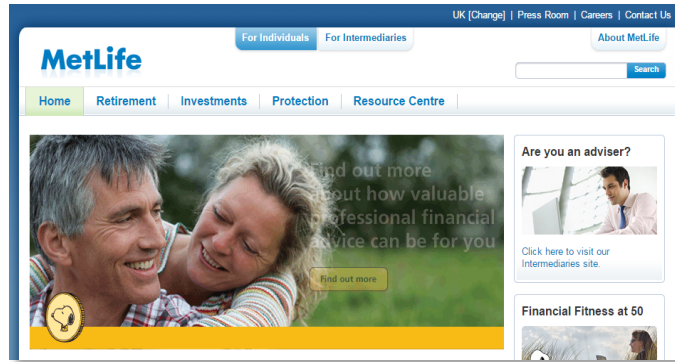 UK [Change] | Press Room | Careers | Contact Us
For Individuals For Intermediaries About MetLife
MetLife
Search
Home Retirement Investments Protection Resource Centre
Find out more
about how valuable
professional financial
advice can be for you
Find out more
Are you an adviser?
Click here to visit our
Intermediaries site.
Financial Fitness at 50